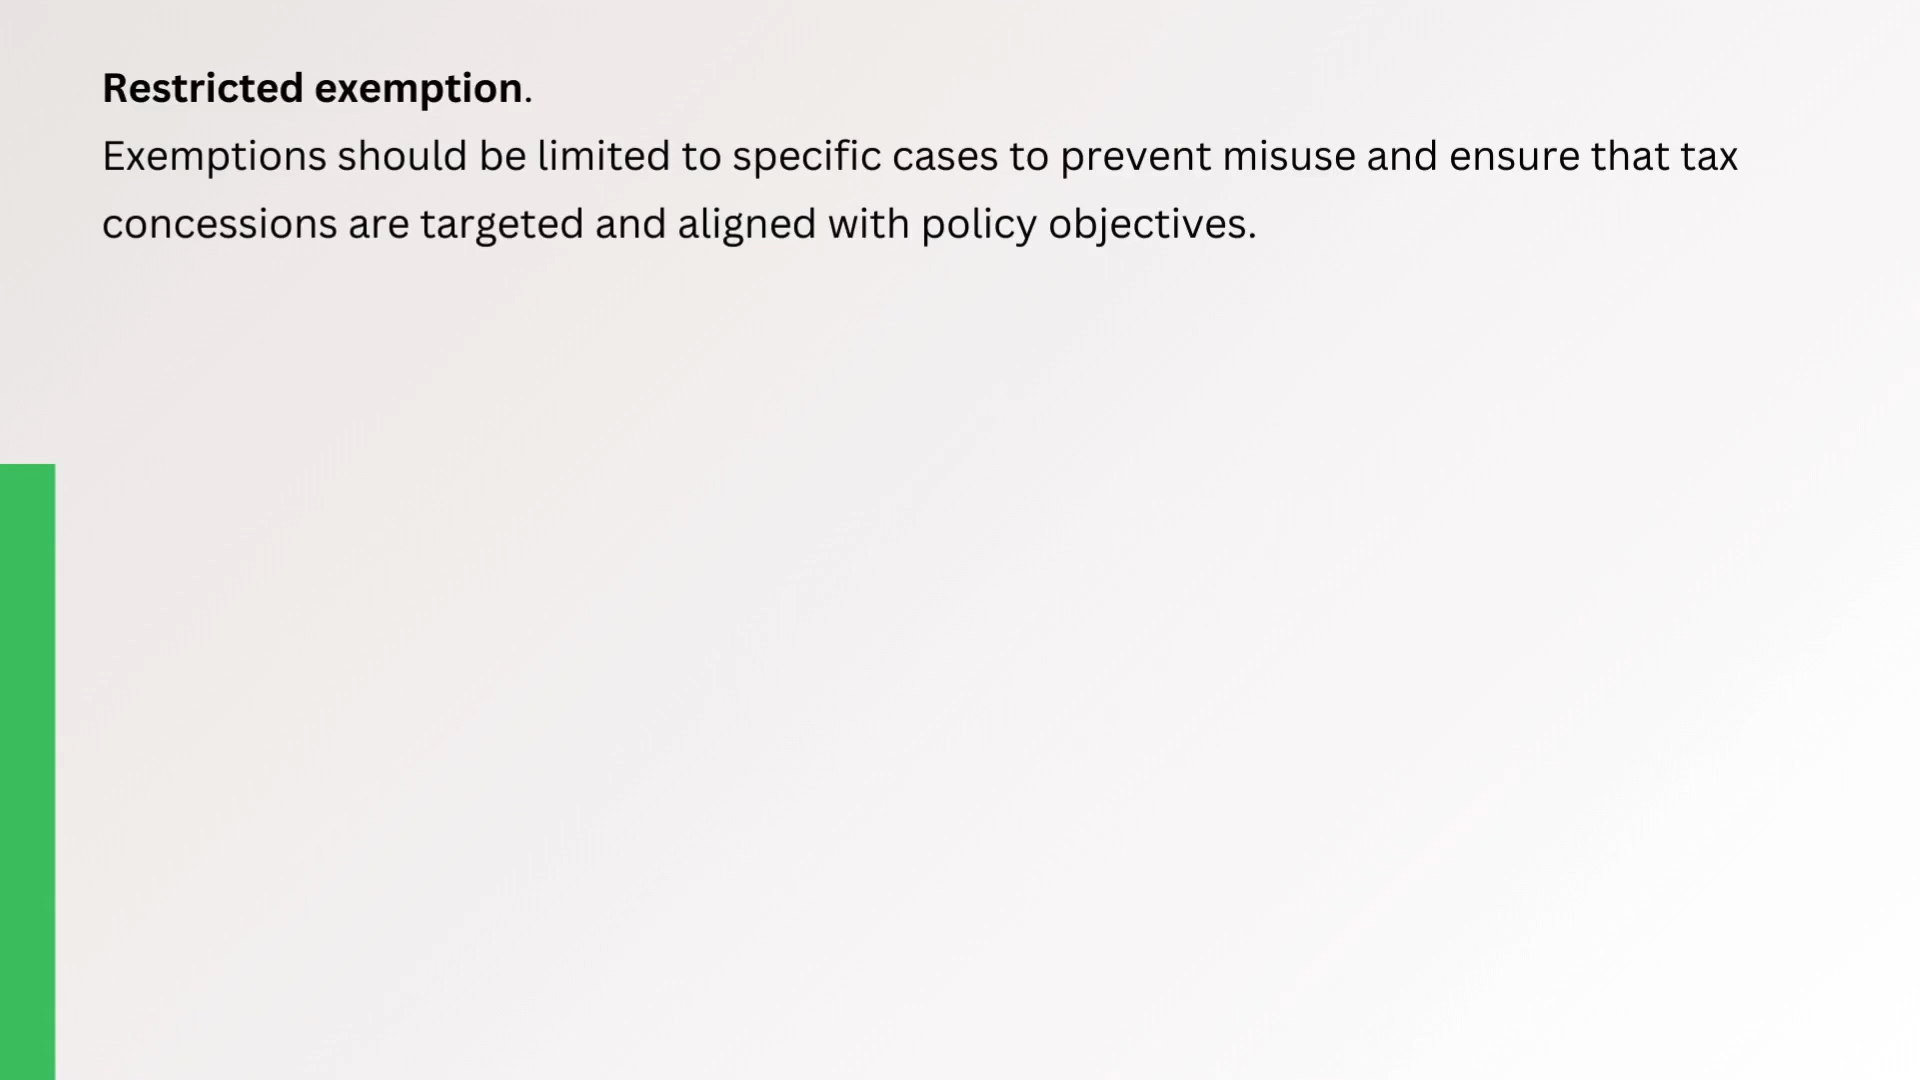 Restricted exemption.
Exemptions should be limited to specific cases to prevent misuse and ensure that tax
concessions are targeted and aligned with policy objectives.